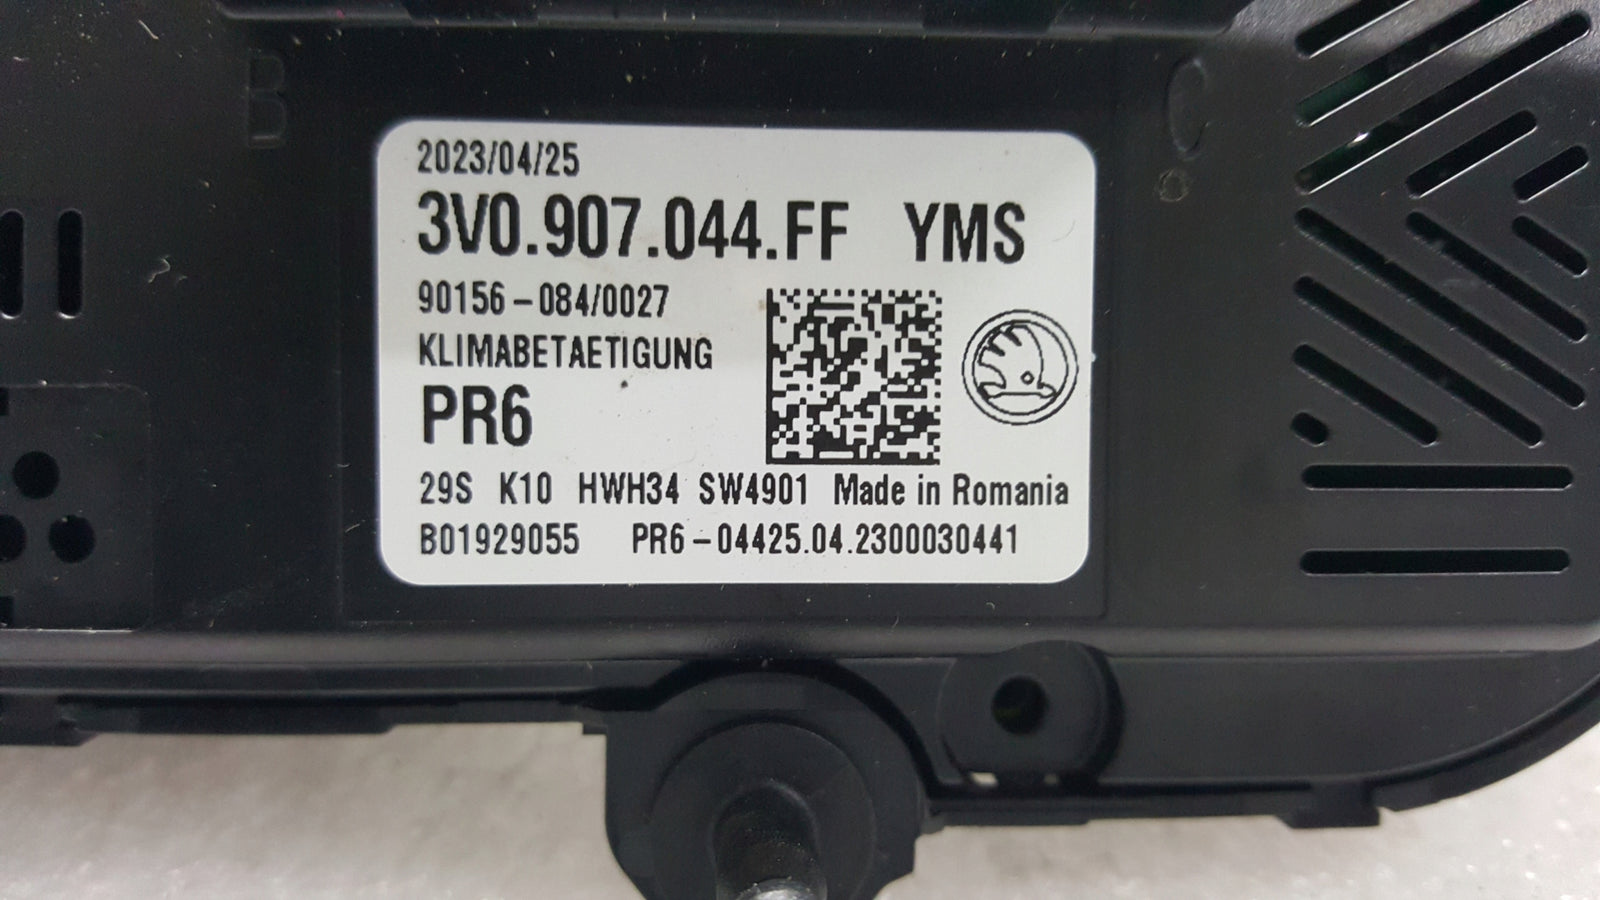 B
C
2023/04/25
3V0.907.044.FF YMS
90156-084/0027
KLIMABETAETIGUNG
PR6
29S K10 HWH34 SW4901 Made in Romania
B01929055 PR6-04425.04.2300030441